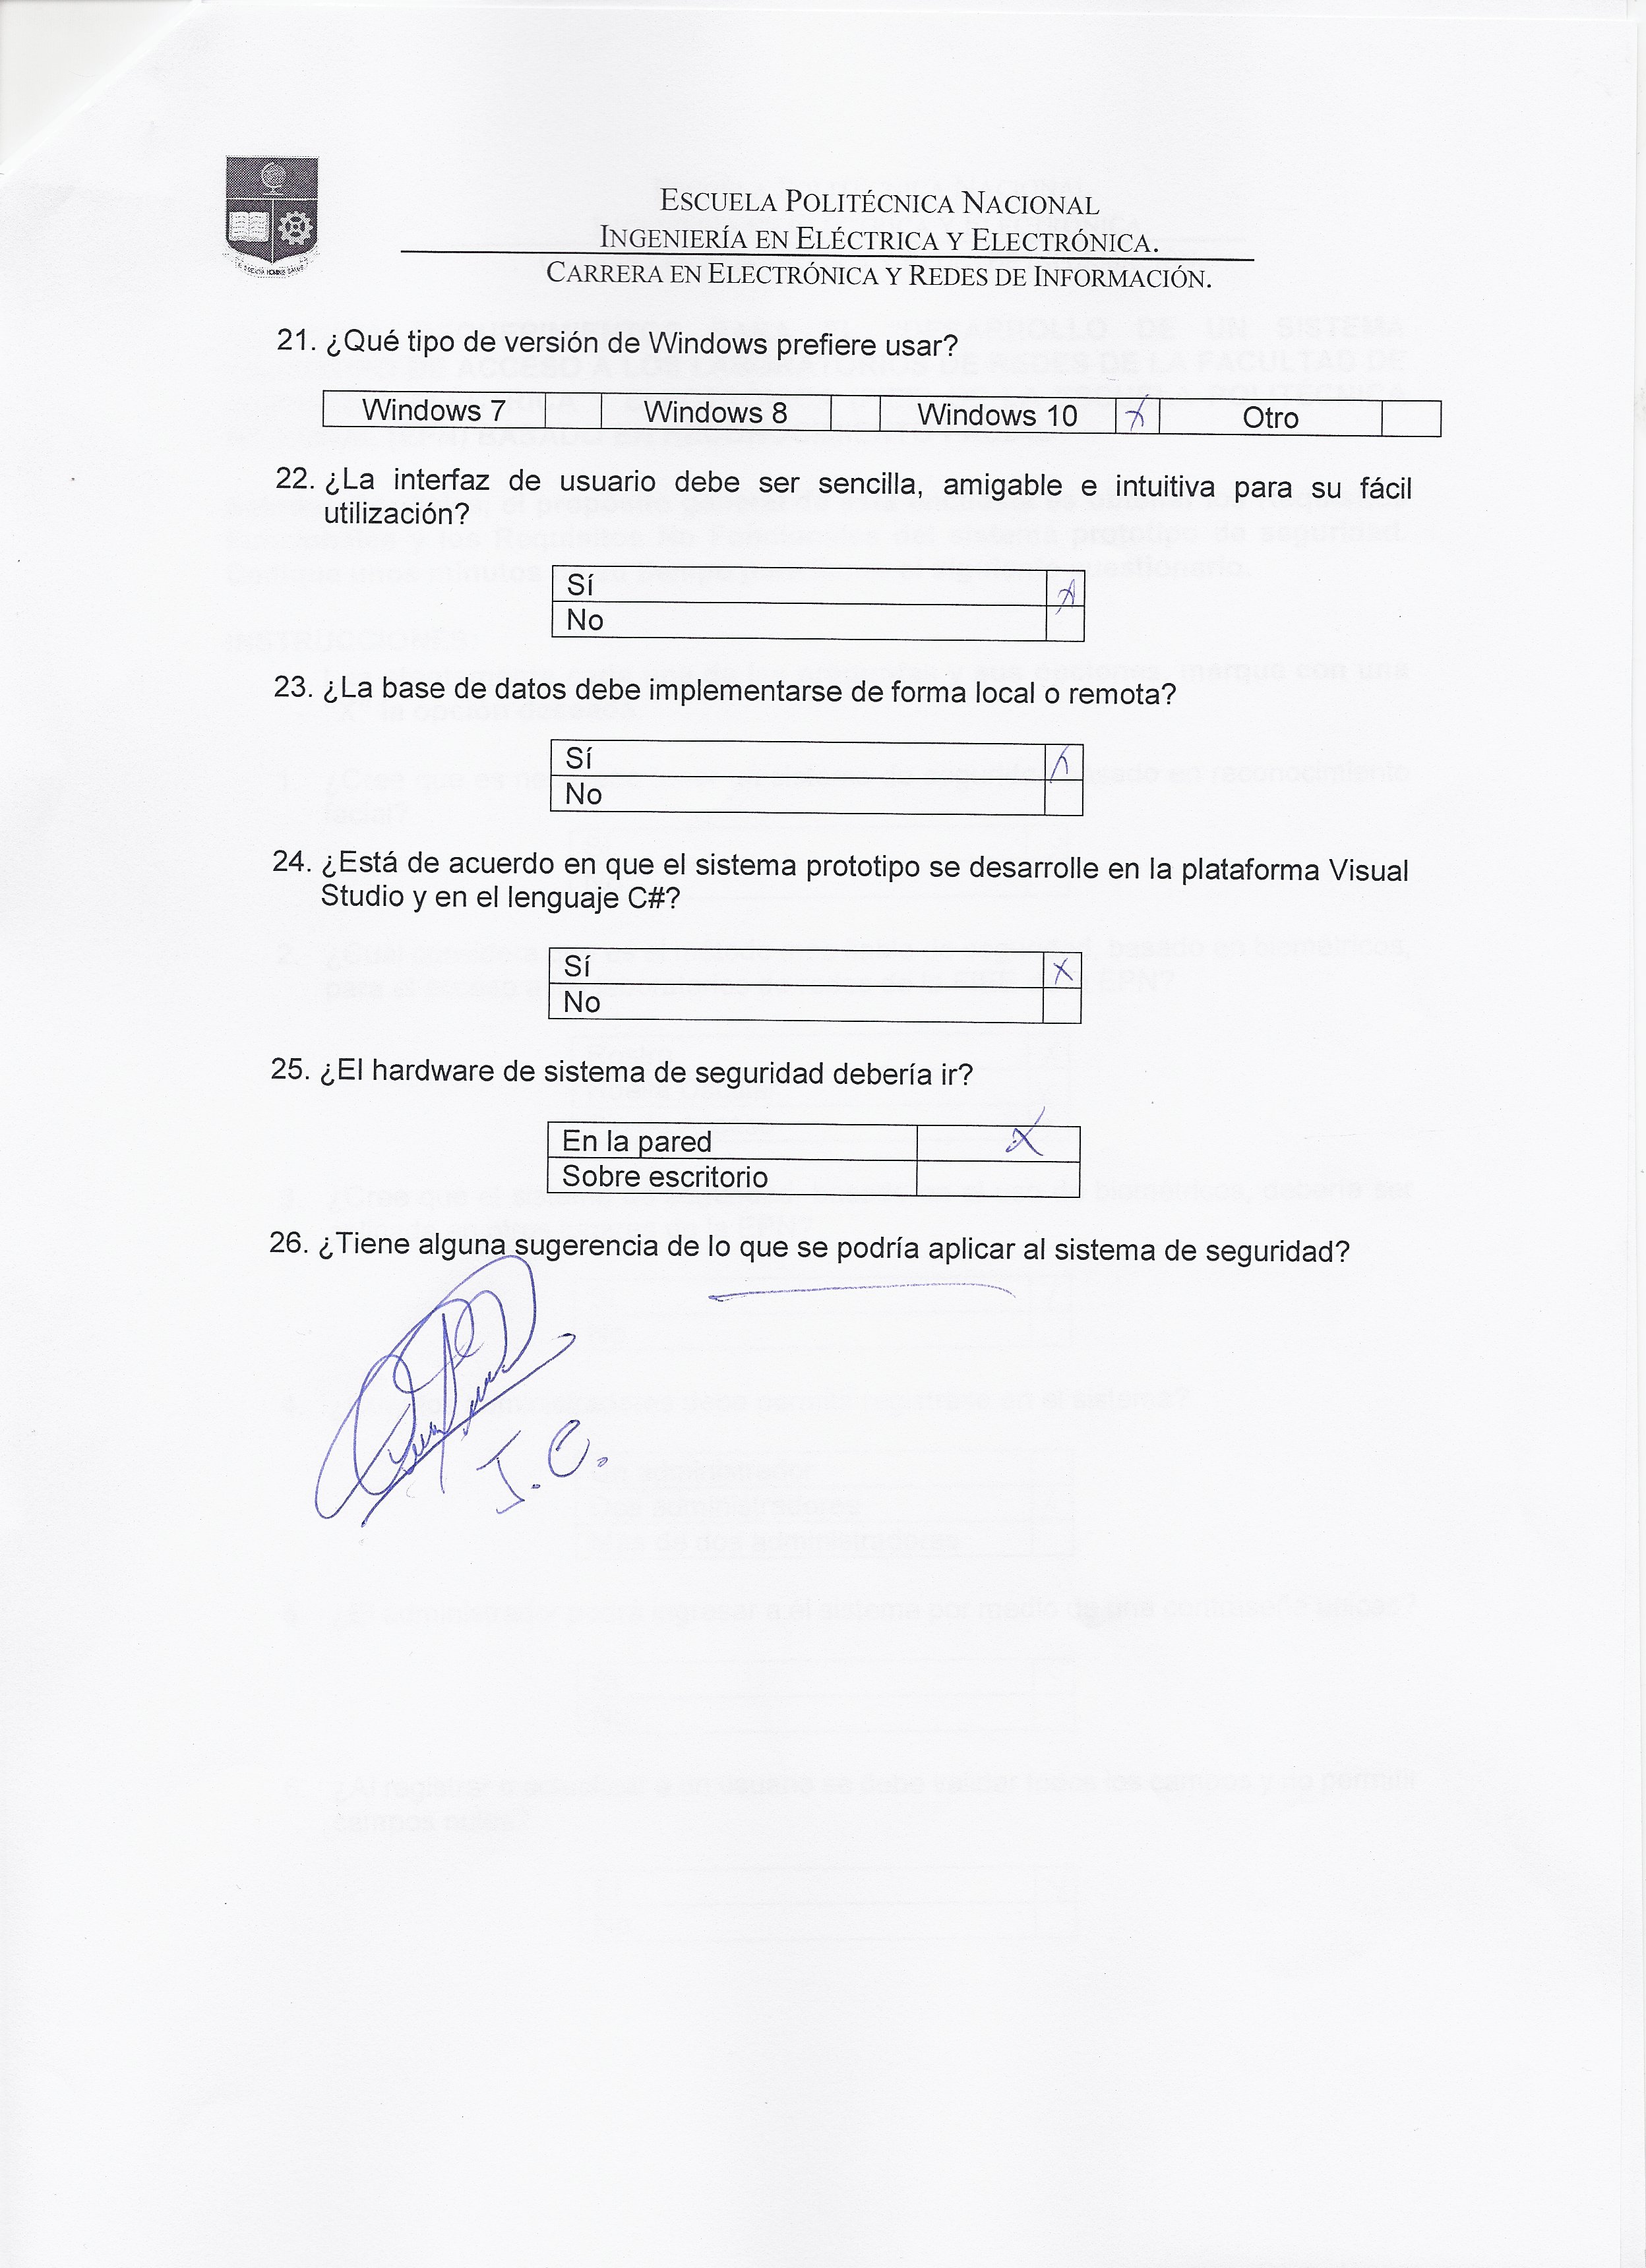 ESCUELA POLITÉCNICA NACIONAL
INGENIERÍA EN ELÉCTRICA Y ELECTRÓNICA.
CARRERA EN ELECTRÓNICA Y REDES DE INFORMACIÓN.
21. ¿Qué tipo de versión de Windows prefiere usar?
Windows 7 Windows 8 Windows 10 X Otro
22. ¿La interfaz de usuario debe ser sencilla, amigable e intuitiva para su fácil
utilización?
Sí X
No
23. ¿La base de datos debe implementarse de forma local o remota?
Sí X
No
24. ¿Está de acuerdo en que el sistema prototipo se desarrolle en la plataforma Visual
Studio y en el lenguaje C#?
Sí X
No
25. ¿El hardware de sistema de seguridad debería ir?
En la pared X
Sobre escritorio
26. ¿Tiene alguna sugerencia de lo que se podría aplicar al sistema de seguridad?
J.C.